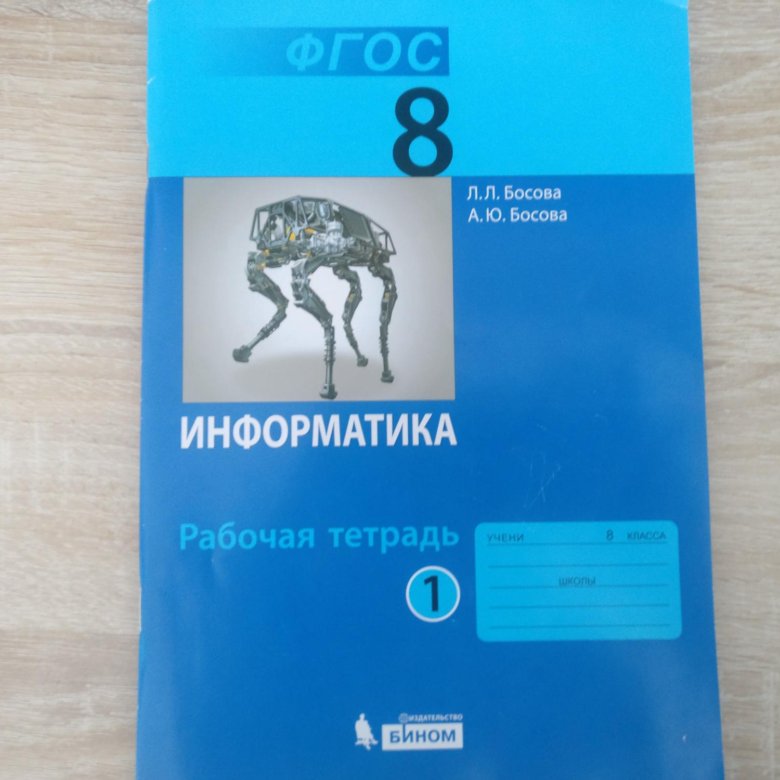 ФГОС
8
Л.Л. Босова
А.Ю. Босова
ИНФОРМАТИКА
Рабочая тетрадь
1
УЧЕНИ 8 КЛАССА
ШКОЛЫ
ИЗДАТЕЛЬСТВО
БИНОМ